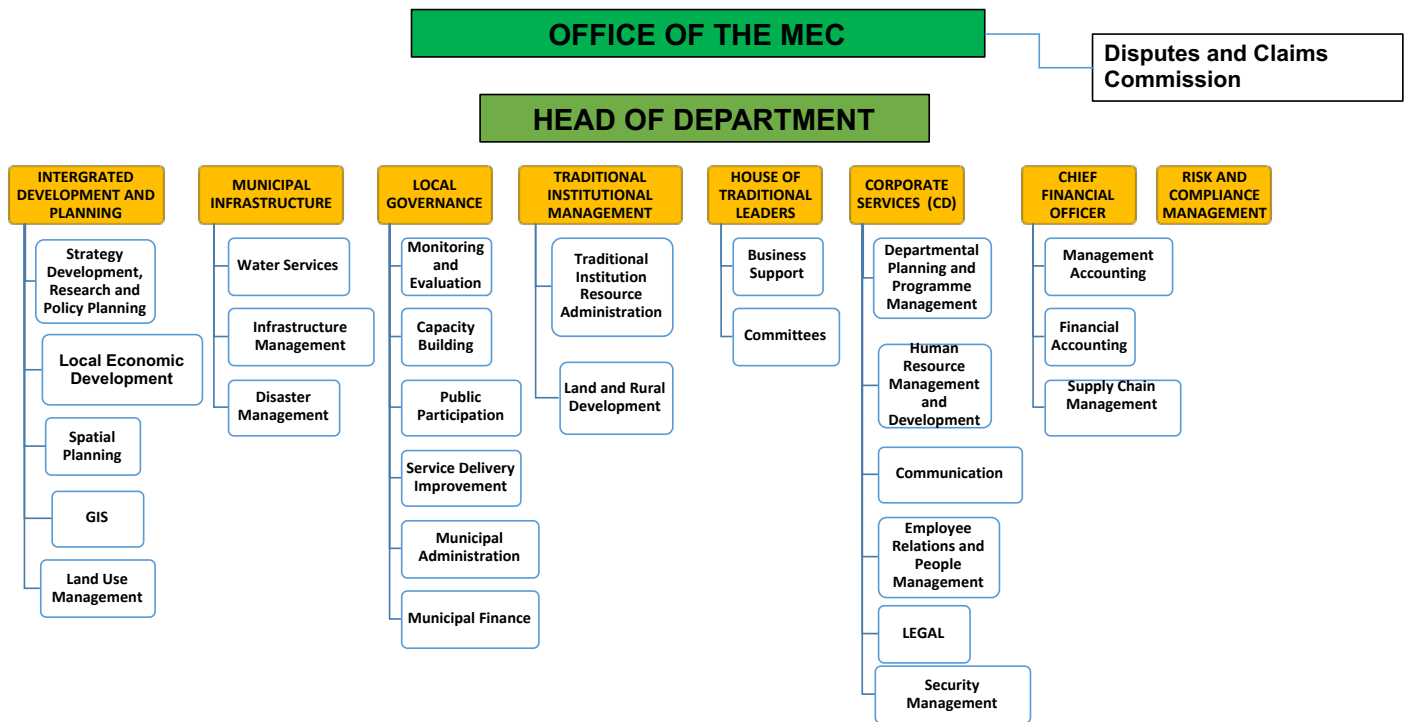 OFFICE OF THE MEC
Disputes and Claims
Commission
HEAD OF DEPARTMENT
INTERGRATED
DEVELOPMENT AND
PLANNING
Strategy
Development,
Research and
Policy Planning
Local Economic
Development
Spatial
Planning
GIS
Land Use
Management
MUNICIPAL
INFRASTRUCTURE
Water Services
Infrastructure
Management
Disaster
Management
LOCAL
GOVERNANCE
Monitoring
and
Evaluation
Capacity
Building
Public
Participation
Service Delivery
Improvement
Municipal
Administration
Municipal Finance
TRADITIONAL
INSTITUTIONAL
MANAGEMENT
Traditional
Institution
Resource
Administration
Land and Rural
Development
HOUSE OF
TRADITIONAL
LEADERS
Business
Support
Committees
CORPORATE
SERVICES (CD)
Departmental
Planning and
Programme
Management
Human
Resource
Management
and
Development
Communication
Employee
Relations and
People
Management
LEGAL
Security
Management
CHIEF
FINANCIAL
OFFICER
Management
Accounting
Financial
Accounting
Supply Chain
Management
RISK AND
COMPLIANCE
MANAGEMENT